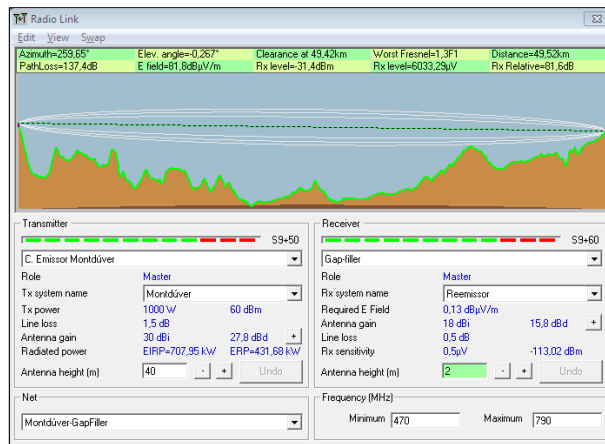 Radio Link
Edit View Swap
Azimuth=259,65° Elev. angle=-0,267° Clearance at 49,42km Worst Fresnel=1,3F1 Distance=49,52km
PathLoss=137,4dB E field=81,8dBµV/m Rx level=-31,4dBm Rx level=6033,29µV Rx Relative=81,6dB
Transmitter
S9+50
C. Emissor Montdúver
Role Master
Tx system name Montdúver
Tx power 1000 W 60 dBm
Line loss 1,5 dB
Antenna gain 30 dBi 27,8 dBd +
Radiated power EIRP=707,95 kW ERP=431,68 kW
Antenna height (m) 40 - + Undo
Net
Montdúver-GapFiller
Receiver
S9+60
Gap-filler
Role Master
Rx system name Reemissor
Required E Field 0,13 dBµV/m
Antenna gain 18 dBi 15,8 dBd +
Line loss 0,5 dB
Rx sensitivity 0,5µV -113,02 dBm
Antenna height (m) 2 - + Undo
Frequency (MHz)
Minimum 470 Maximum 790